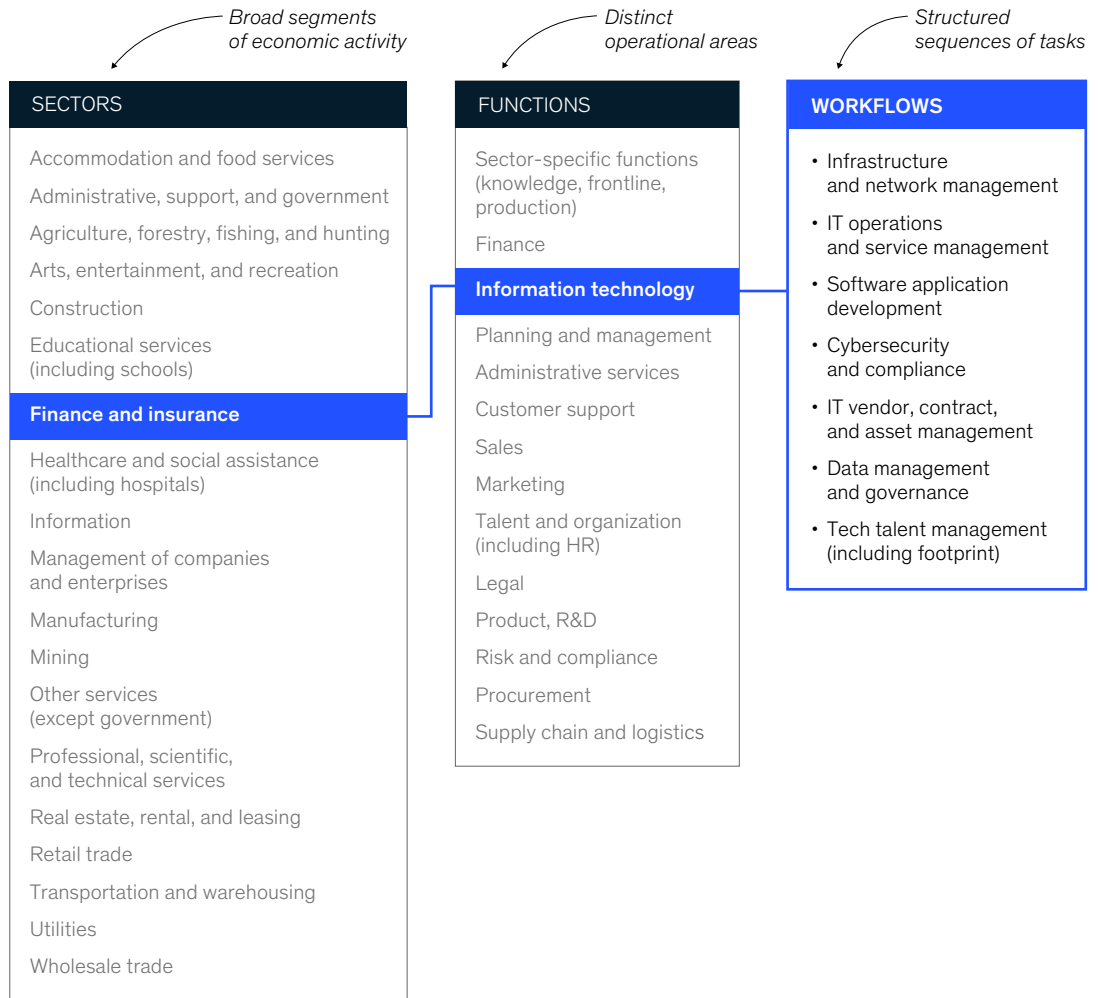 Broad segments
of economic activity
Distinct
operational areas
Structured
sequences of tasks
SECTORS
Accommodation and food services
Administrative, support, and government
Agriculture, forestry, fishing, and hunting
Arts, entertainment, and recreation
Construction
Educational services
(including schools)
Finance and insurance
Healthcare and social assistance
(including hospitals)
Information
Management of companies
and enterprises
Manufacturing
Mining
Other services
(except government)
Professional, scientific,
and technical services
Real estate, rental, and leasing
Retail trade
Transportation and warehousing
Utilities
Wholesale trade
FUNCTIONS
Sector-specific functions
(knowledge, frontline,
production)
Finance
Information technology
Planning and management
Administrative services
Customer support
Sales
Marketing
Talent and organization
(including HR)
Legal
Product, R&D
Risk and compliance
Procurement
Supply chain and logistics
WORKFLOWS
• Infrastructure
and network management
• IT operations
and service management
• Software application
development
• Cybersecurity
and compliance
• IT vendor, contract,
and asset management
• Data management
and governance
• Tech talent management
(including footprint)